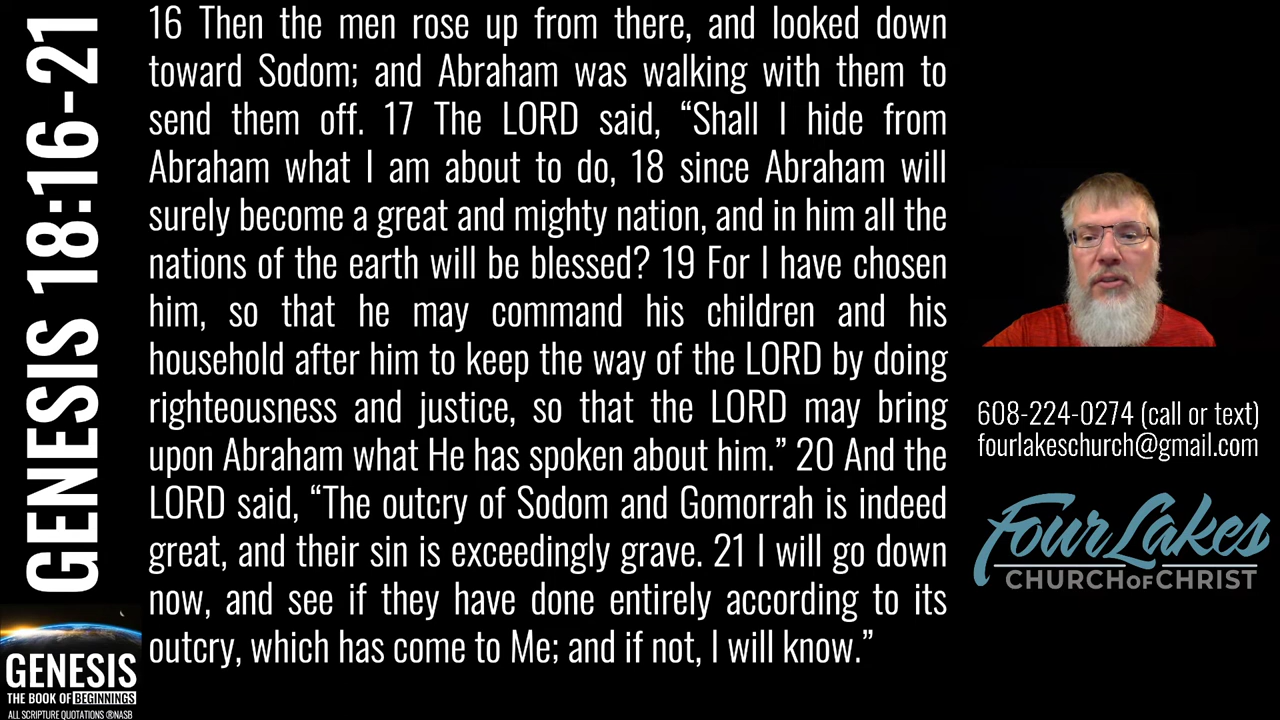 GENESIS 18:16-21
16 Then the men rose up from there, and looked down
toward Sodom; and Abraham was walking with them to
send them off. 17 The LORD said, “Shall I hide from
Abraham what I am about to do, 18 since Abraham will
surely become a great and mighty nation, and in him all the
nations of the earth will be blessed? 19 For I have chosen
him, so that he may command his children and his
household after him to keep the way of the LORD by doing
righteousness and justice, so that the LORD may bring
upon Abraham what He has spoken about him.” 20 And the
LORD said, “The outcry of Sodom and Gomorrah is indeed
great, and their sin is exceedingly grave. 21 I will go down
now, and see if they have done entirely according to its
outcry, which has come to Me; and if not, I will know.”
608-224-0274 (call or text)
fourlakeschurch@gmail.com
Four Lakes
CHURCH OF CHRIST
GENESIS
THE BOOK OF BEGINNINGS
ALL SCRIPTURE QUOTATIONS ®NASB